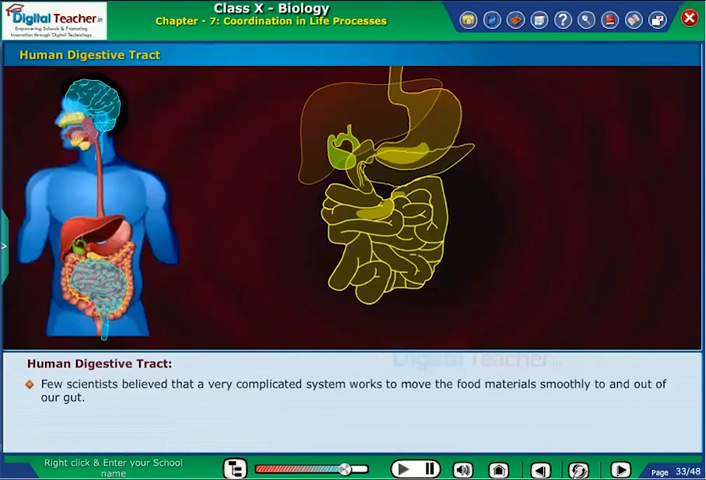 Digital Teacher.in
Empowering Schools & Promoting
Innovation through Digital Technology
Class X - Biology
Chapter - 7: Coordination in Life Processes
Human Digestive Tract
Digital Teacher.in
Human Digestive Tract:
Few scientists believed that a very complicated system works to move the food materials smoothly to and out of
our gut.
Right click & Enter your School
name
Page 33/48